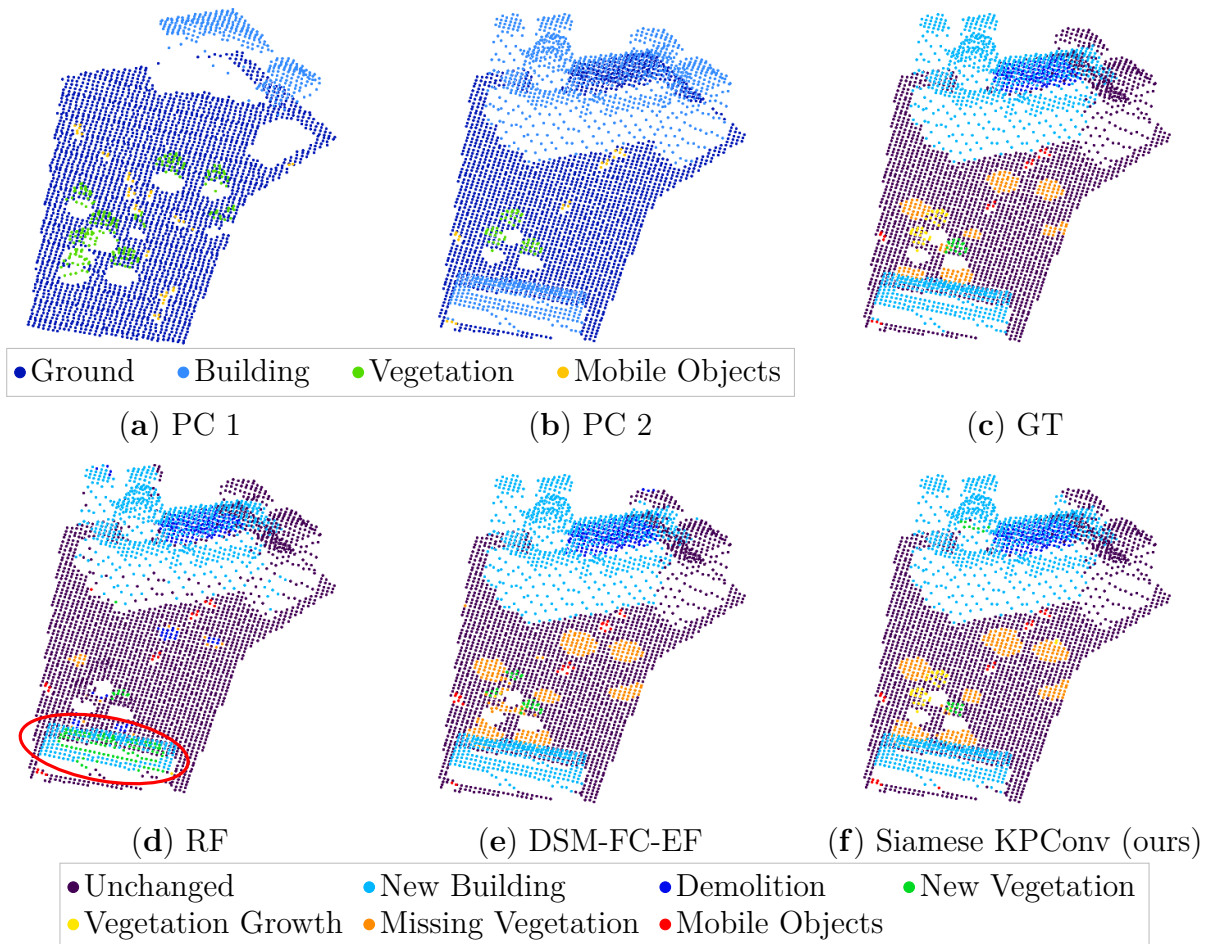 Ground Building Vegetation Mobile Objects
(a) PC 1
(b) PC 2
(c) GT
(d) RF
(e) DSM-FC-EF
(f) Siamese KPConv (ours)
Unchanged New Building Demolition New Vegetation
Vegetation Growth Missing Vegetation Mobile Objects